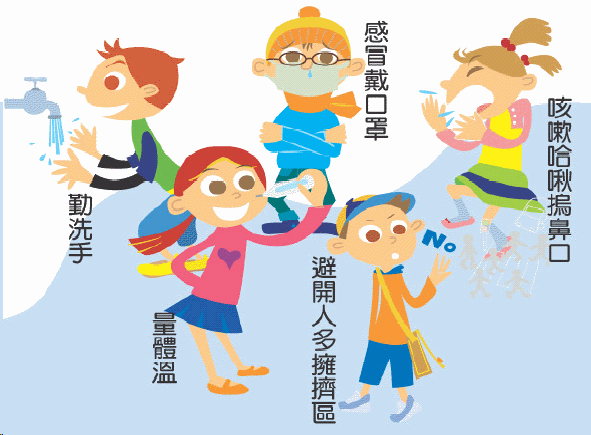 感冒戴口罩
咳嗽哈啾摀鼻口
勤洗手
No
避開人多擁擠區
量體溫